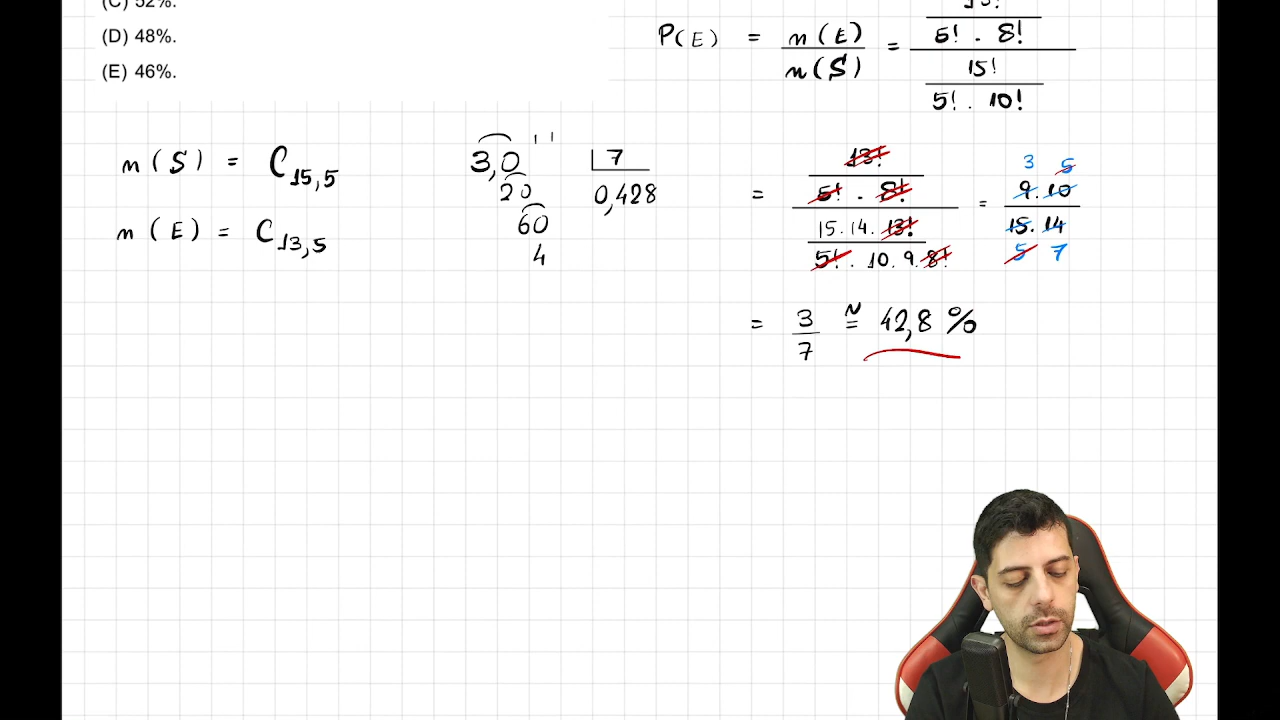 (C) 52%.
(D) 48%.
(E) 46%.
P(E) = n(E) / n(S) = (13! / 5! . 8!) / (15! / 5! . 10!)
n(S) = C15,5
n(E) = C13,5
3,0 | 7
20 0,428
60
4
= (13! / 5! . 8!) / (15. 14. 13! / 5! . 10. 9. 8!) = 9. 10 / 15. 14
3 5
5 7
= 3 / 7 ≅ 42,8 %